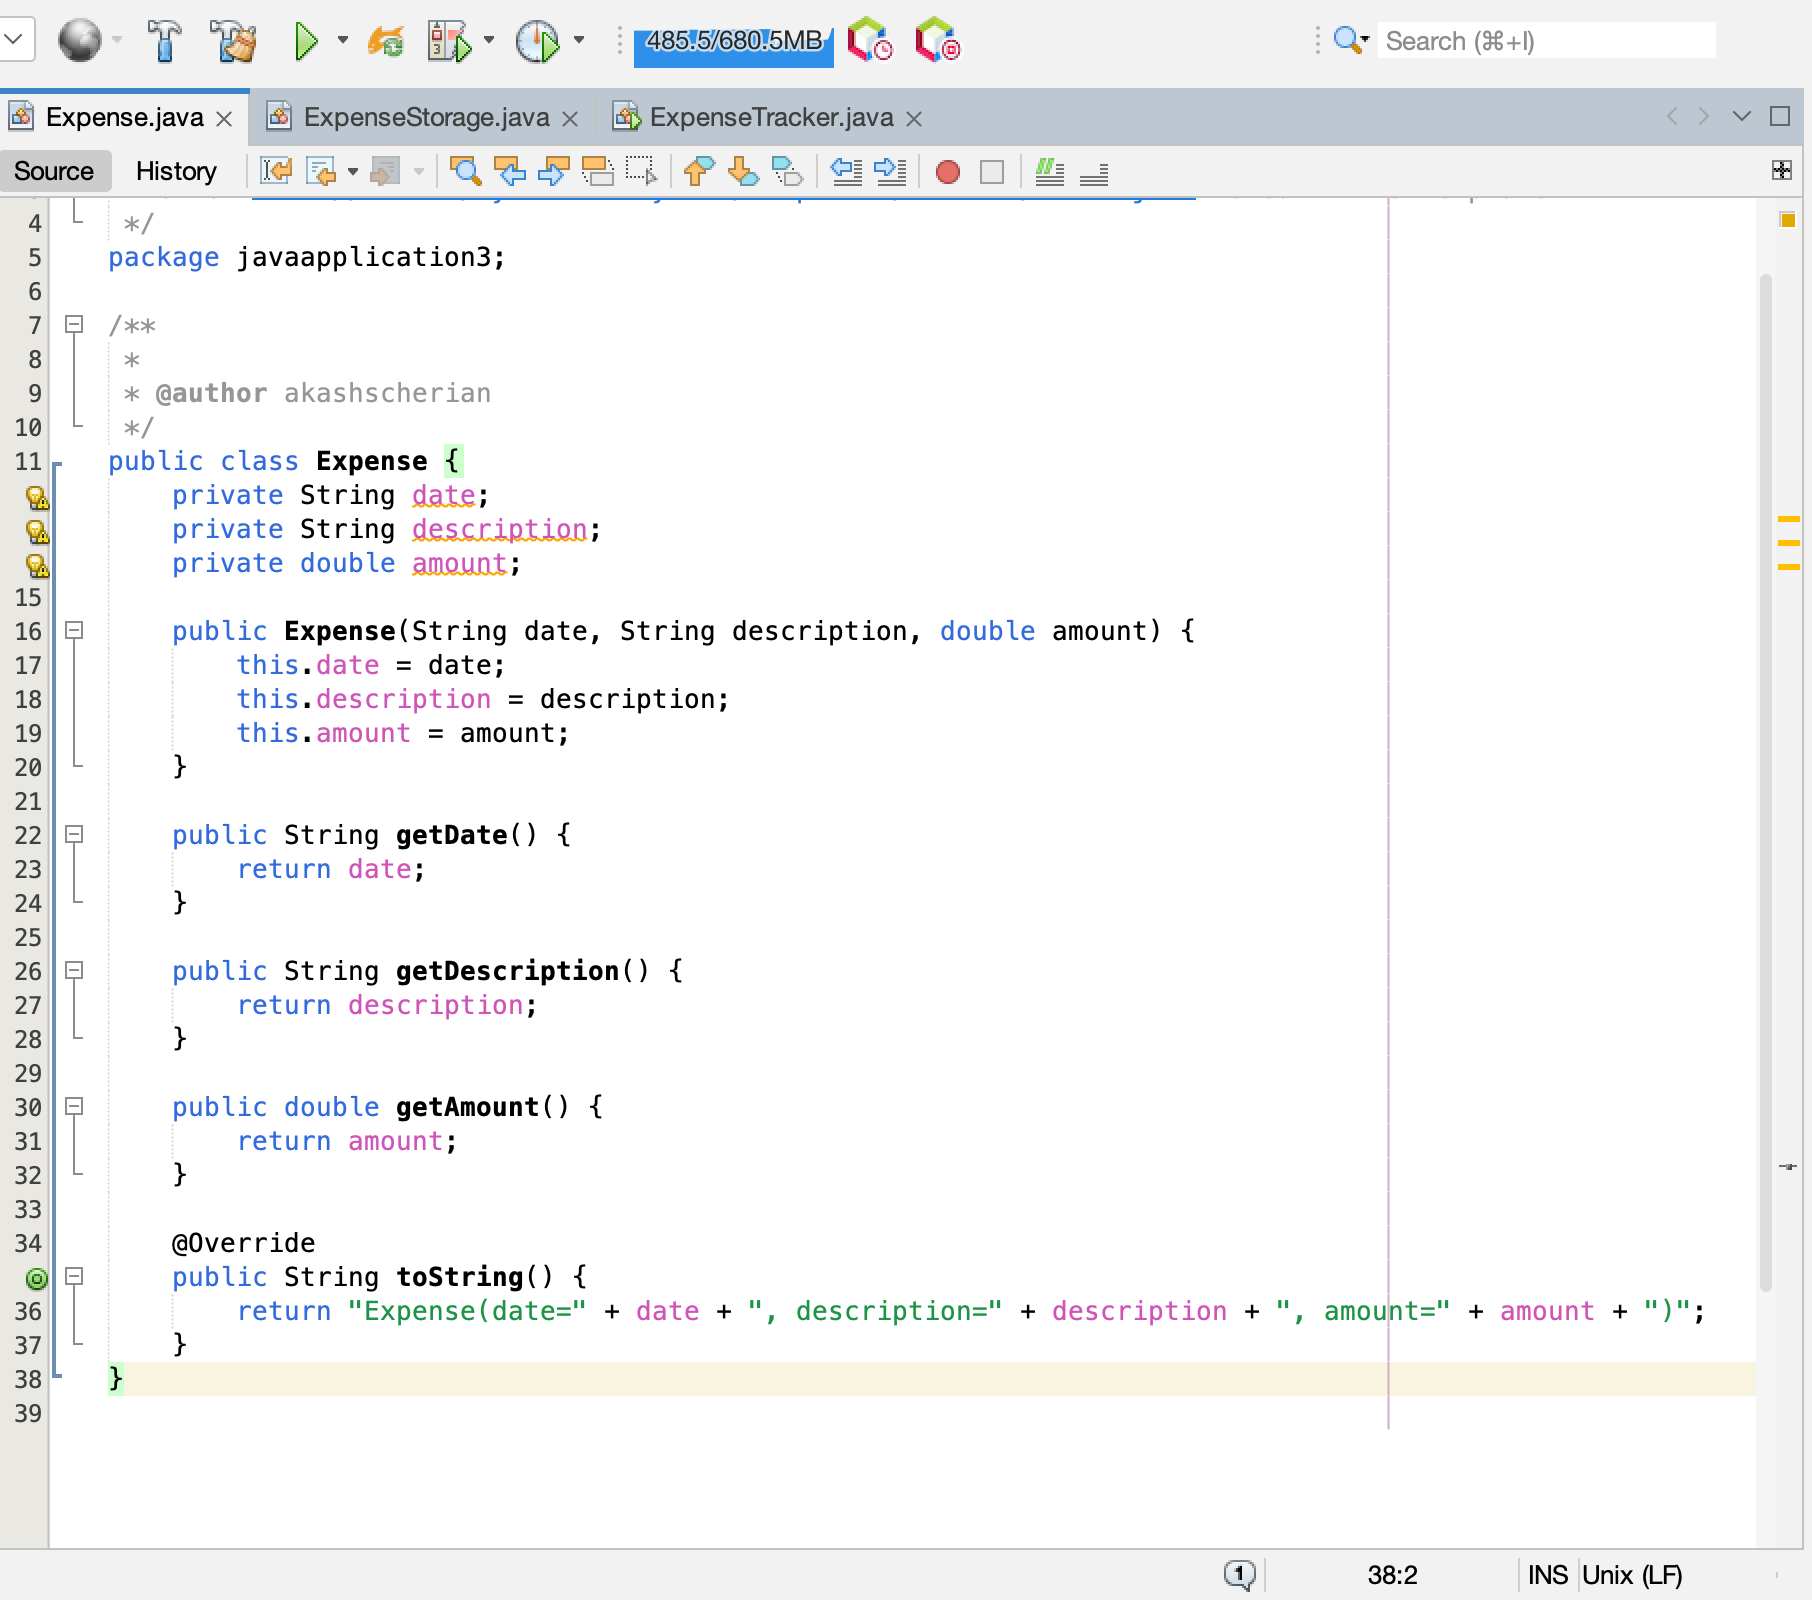 485.5/680.5MB
Search (⌘+I)
Expense.java
ExpenseStorage.java
ExpenseTracker.java
Source
History
4 */
5 package javaapplication3;
6
7 /**
8 *
9 * @author akashscherian
10 */
11 public class Expense {
private String date;
private String description;
private double amount;
15
16 public Expense(String date, String description, double amount) {
17 this.date = date;
18 this.description = description;
19 this.amount = amount;
20 }
21
22 public String getDate() {
23 return date;
24 }
25
26 public String getDescription() {
27 return description;
28 }
29
30 public double getAmount() {
31 return amount;
32 }
33
34 @Override
public String toString() {
36 return "Expense(date=" + date + ", description=" + description + ", amount=" + amount + ")";
37 }
38 }
39
1
38:2
INS
Unix (LF)